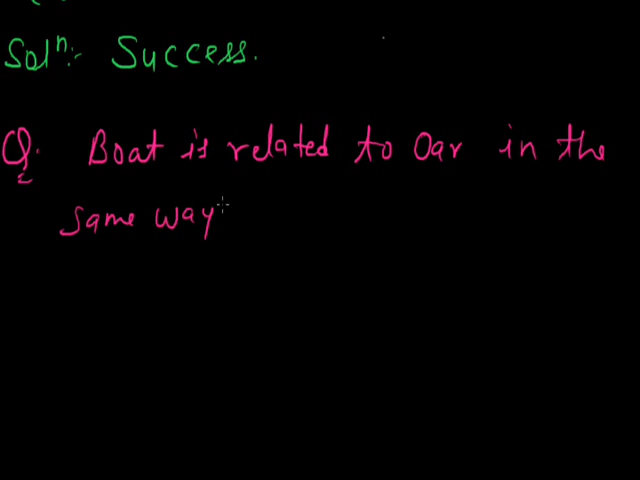 Solⁿ:- Success.
Q. Boat is related to Oar in the
same way